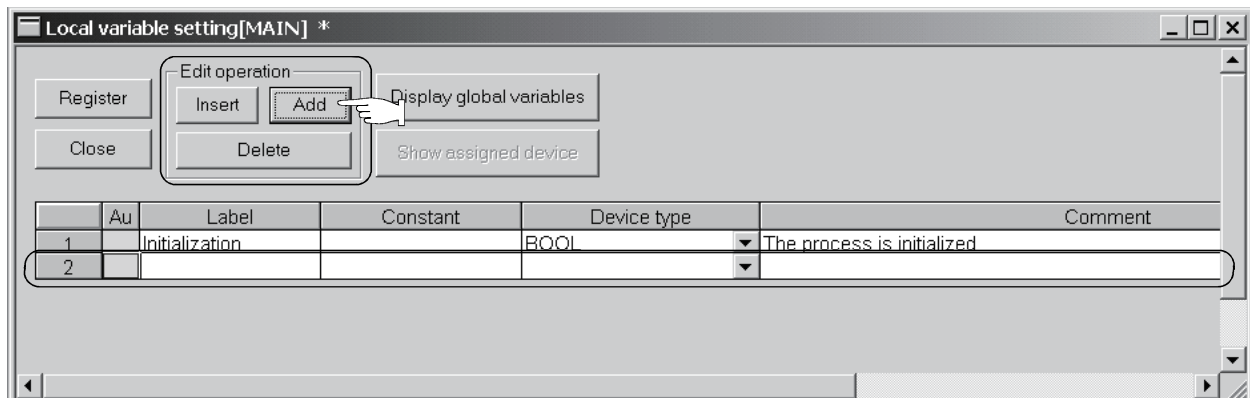 Local variable setting[MAIN] *
Edit operation
Register
Insert
Add
Display global variables
Close
Delete
Show assigned device
Au Label Constant Device type Comment
1 Initialization BOOL The process is initialized
2